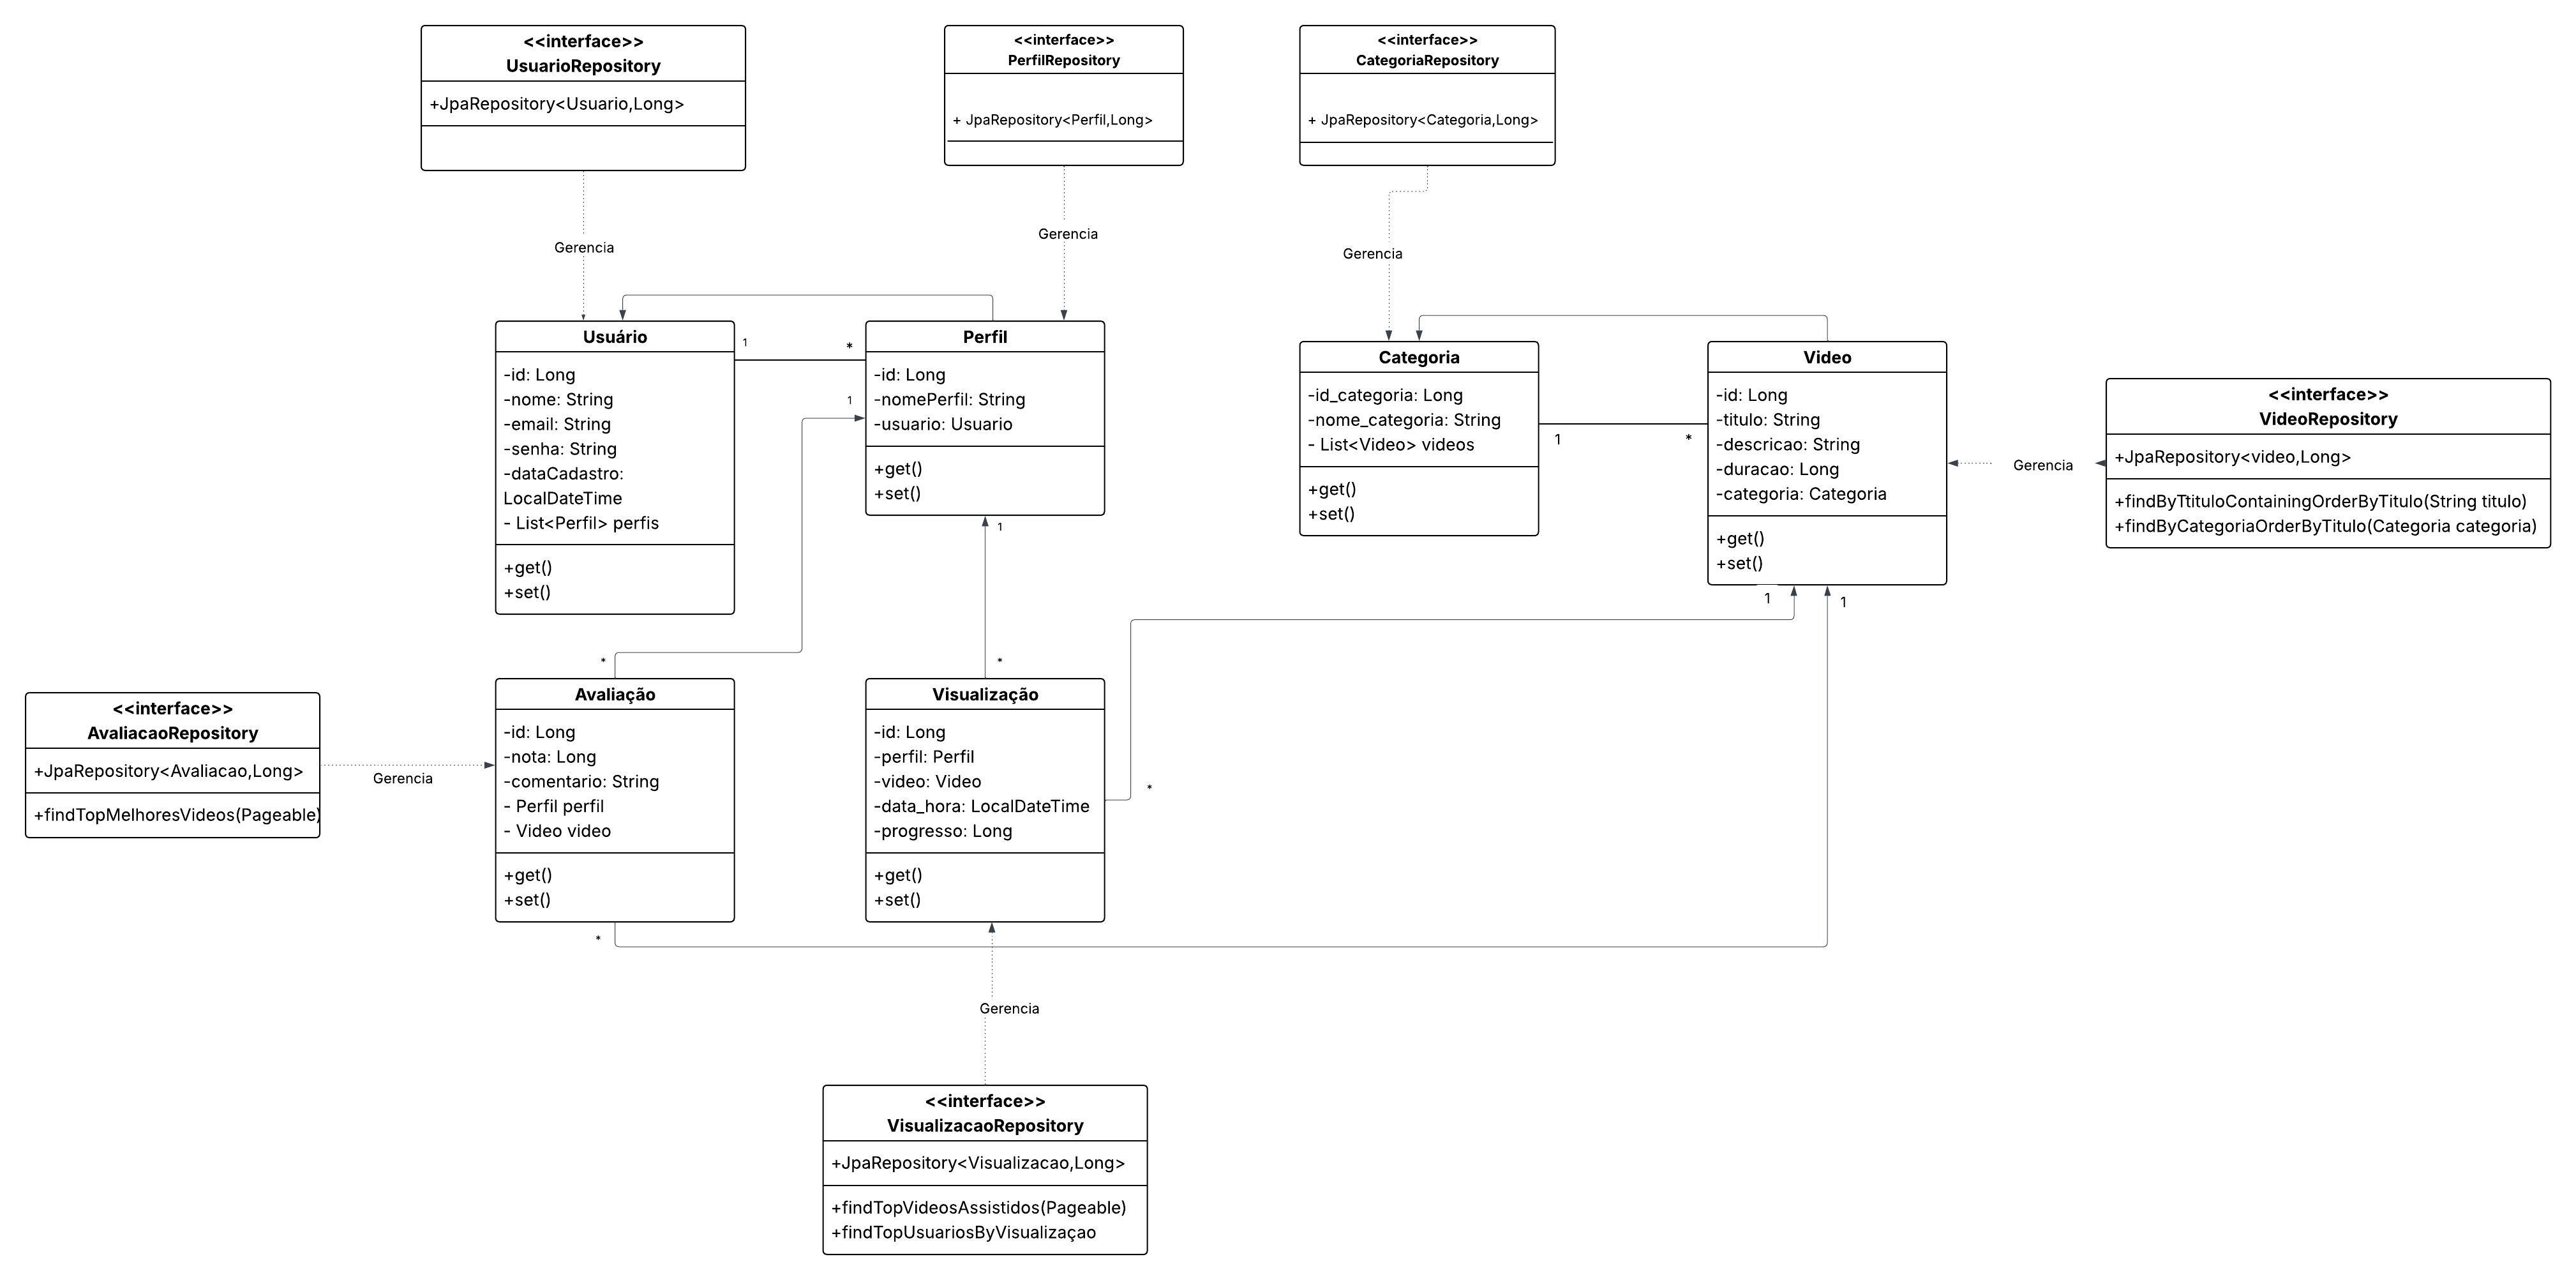 <<interface>>
UsuarioRepository
+JpaRepository<Usuario,Long>
<<interface>>
PerfilRepository
+ JpaRepository<Perfil,Long>
<<interface>>
CategoriaRepository
+ JpaRepository<Categoria,Long>
Gerencia
Gerencia
Gerencia
Usuário
-id: Long
-nome: String
-email: String
-senha: String
-dataCadastro:
LocalDateTime
- List<Perfil> perfis
+get()
+set()
1
*
Perfil
-id: Long
-nomePerfil: String
-usuario: Usuario
+get()
+set()
1
1
Categoria
-id_categoria: Long
-nome_categoria: String
- List<Video> videos
+get()
+set()
1
*
Video
-id: Long
-titulo: String
-descricao: String
-duracao: Long
-categoria: Categoria
+get()
+set()
1
1
Gerencia
<<interface>>
VideoRepository
+JpaRepository<video,Long>
+findByTtituloContainingOrderByTitulo(String titulo)
+findByCategoriaOrderByTitulo(Categoria categoria)
<<interface>>
AvaliacaoRepository
+JpaRepository<Avaliacao,Long>
+findTopMelhoresVideos(Pageable)
Gerencia
*
Avaliação
-id: Long
-nota: Long
-comentario: String
- Perfil perfil
- Video video
+get()
+set()
*
*
Visualização
-id: Long
-perfil: Perfil
-video: Video
-data_hora: LocalDateTime
-progresso: Long
+get()
+set()
*
Gerencia
<<interface>>
VisualizacaoRepository
+JpaRepository<Visualizacao,Long>
+findTopVideosAssistidos(Pageable)
+findTopUsuariosByVisualizaçao